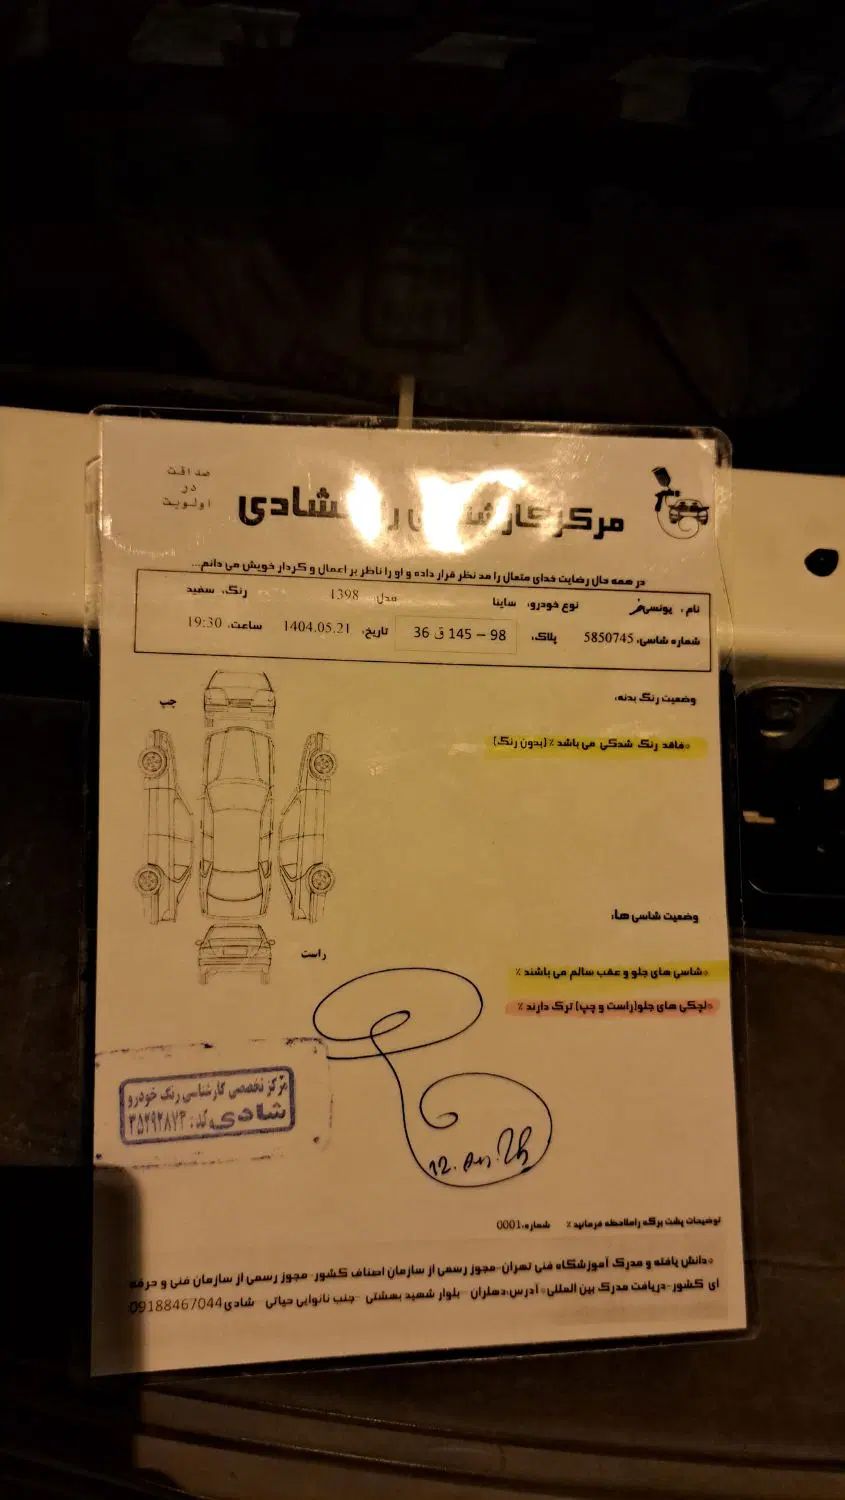 صداقت
در
اولویت
مرکز کارشناسی شادی
در همه حال رضایت خدای متعال را مد نظر قرار داده و او را ناظر بر اعمال و کردار خویش می دانم...
نام: یونسی فر نوع خودرو: ساینا مدل: 1398 رنگ: سفید
شماره شاسی: 5850745 پلاک: 98 – 145 ق 36 تاریخ: 1404.05.21 ساعت: 19:30
چپ
وضعیت رنگ بدنه:
*فاقد رنگ شدگی می باشد٪ (بدون رنگ)
وضعیت شاسی ها:
راست
*شاسی های جلو و عقب سالم می باشند٪
*لچکی های جلو(راست و چپ) ترک دارند٪
مرکز تخصصی کارشناسی رنگ خودرو
شادی کد: ۳۵۲۹۲۸۷۴
توضیحات پشت برگه راملاحظه فرمایید٪ شماره:0001
*دانش یافته و مدرک آموزشگاه فنی تهران-مجوز رسمی از سازمان اصناف کشور-مجوز رسمی از سازمان فنی و حرفه
ای کشور-دریافت مدرک بین المللی* آدرس:دهلران-بلوار شهید بهشتی-جنب نانوایی حیاتی-شادی09188467044